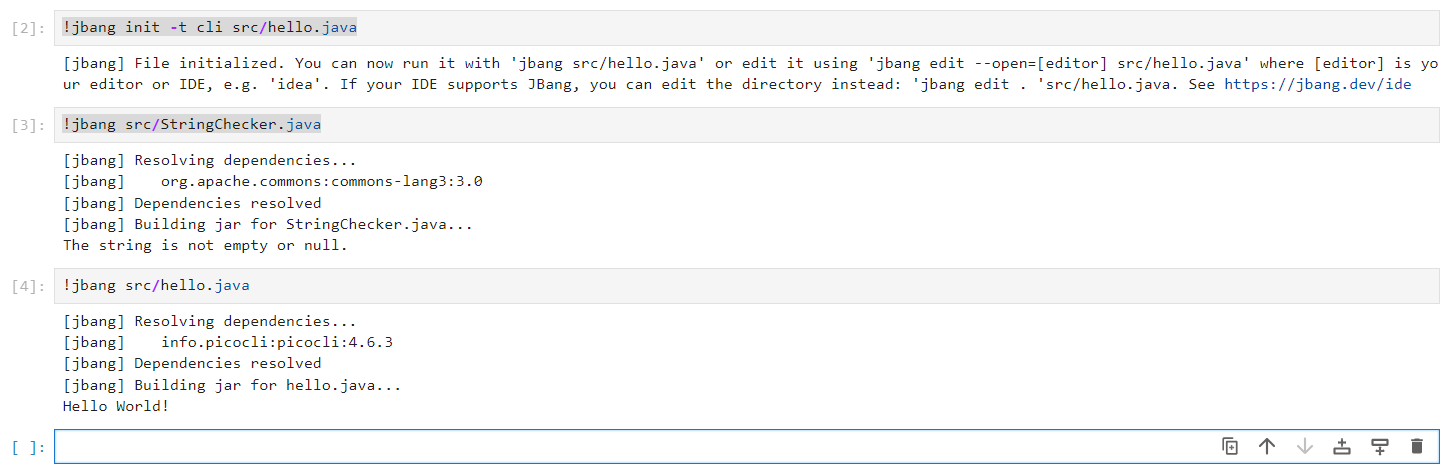 [2]: !jbang init -t cli src/hello.java
[jbang] File initialized. You can now run it with 'jbang src/hello.java' or edit it using 'jbang edit --open=[editor] src/hello.java' where [editor] is yo
ur editor or IDE, e.g. 'idea'. If your IDE supports JBang, you can edit the directory instead: 'jbang edit . 'src/hello.java. See https://jbang.dev/ide
[3]: !jbang src/StringChecker.java
[jbang] Resolving dependencies...
[jbang]    org.apache.commons:commons-lang3:3.0
[jbang] Dependencies resolved
[jbang] Building jar for StringChecker.java...
The string is not empty or null.
[4]: !jbang src/hello.java
[jbang] Resolving dependencies...
[jbang]    info.picocli:picocli:4.6.3
[jbang] Dependencies resolved
[jbang] Building jar for hello.java...
Hello World!
[ ]: